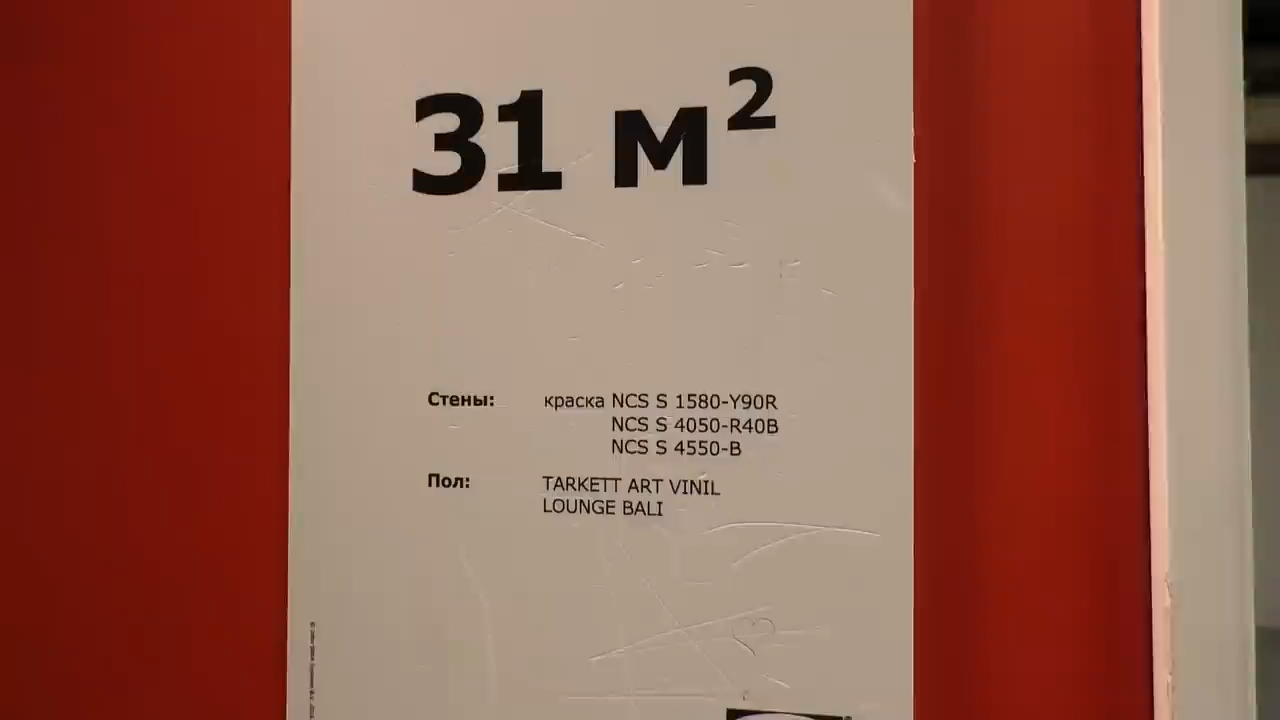 31 м²
Стены: краска NCS S 1580-Y90R
NCS S 4050-R40B
NCS S 4550-B
Пол: TARKETT ART VINIL
LOUNGE BALI